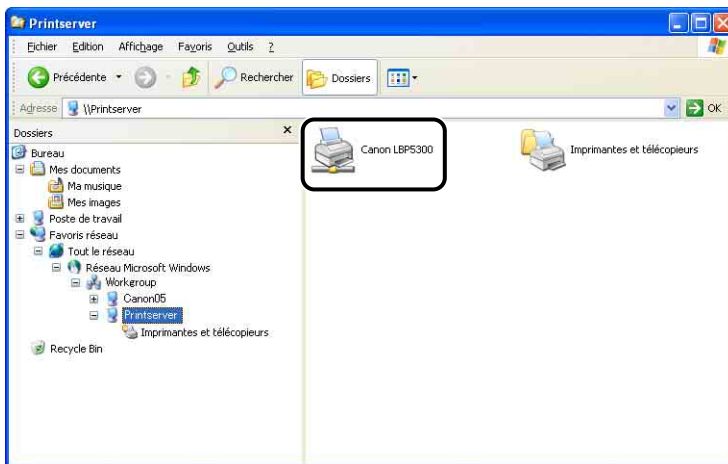 Printserver
Fichier Edition Affichage Favoris Outils ?
Précédente Rechercher Dossiers
Adresse \\Printserver OK
Dossiers
Bureau
Mes documents
Ma musique
Mes images
Poste de travail
Favoris réseau
Tout le réseau
Réseau Microsoft Windows
Workgroup
Canon05
Printserver
Imprimantes et télécopieurs
Recycle Bin
Canon LBP5300
Imprimantes et télécopieurs